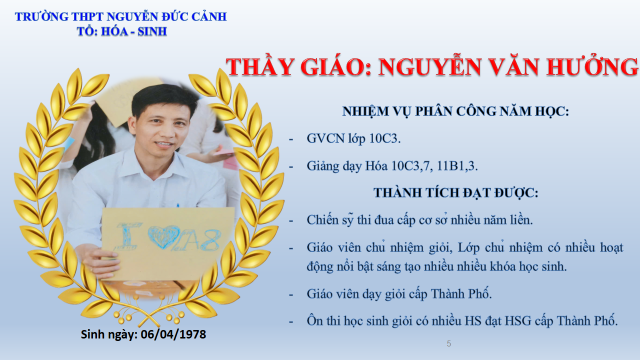 TRƯỜNG THPT NGUYỄN ĐỨC CẢNH
TỔ: HÓA - SINH
THẦY GIÁO: NGUYỄN VĂN HƯỞNG
NHIỆM VỤ PHÂN CÔNG NĂM HỌC:
- GVCN lớp 10C3.
- Giảng dạy Hóa 10C3,7, 11B1,3.
THÀNH TÍCH ĐẠT ĐƯỢC:
- Chiến sỹ thi đua cấp cơ sơ nhiều năm liền.
- Giáo viên chủ nhiệm giỏi, Lớp chủ nhiệm có nhiều hoạt
động nổi bật sáng tạo nhiều nhiều khóa học sinh.
- Giáo viên dạy giỏi cấp Thành Phố.
- Ôn thi học sinh giỏi có nhiều HS đạt HSG cấp Thành Phố.
I A8
Sinh ngày: 06/04/1978
5